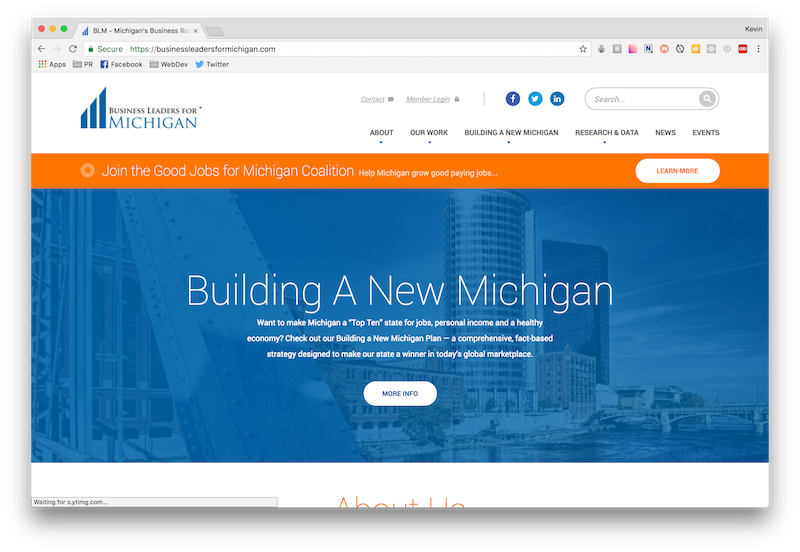 BLM - Michigan's Business Ro
Kevin
Secure https://businessleadersformichigan.com
Apps PR Facebook WebDev Twitter
Contact Member Login Search...
BUSINESS LEADERS FOR
MICHIGAN
ABOUT OUR WORK BUILDING A NEW MICHIGAN RESEARCH & DATA NEWS EVENTS
Join the Good Jobs for Michigan Coalition Help Michigan grow good paying jobs... LEARN MORE
Building A New Michigan
Want to make Michigan a “Top Ten” state for jobs, personal income and a healthy
economy? Check out our Building a New Michigan Plan — a comprehensive, fact-based
strategy designed to make our state a winner in today's global marketplace.
MORE INFO
Waiting for s.ytimg.com...
About Us